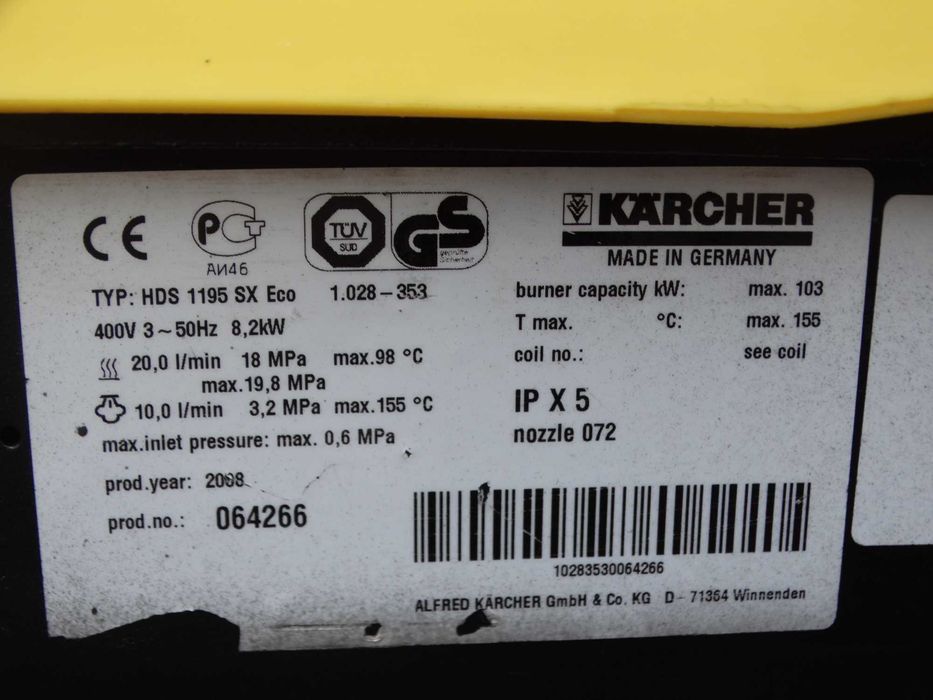 CE
РСТ
АИ46
TÜV
SÜD
GS
geprüfte
Sicherheit
KÄRCHER
MADE IN GERMANY
TYP: HDS 1195 SX Eco 1.028-353
400V 3~50Hz 8,2kW
20,0 l/min 18 MPa max.98 °C
max.19,8 MPa
10,0 l/min 3,2 MPa max.155 °C
max.inlet pressure: max. 0,6 MPa
prod.year: 2008
prod.no.: 064266
burner capacity kW: max. 103
T max. °C: max. 155
coil no.: see coil
IP X 5
nozzle 072
10283530064266
ALFRED KÄRCHER GmbH & Co. KG D-71364 Winnenden